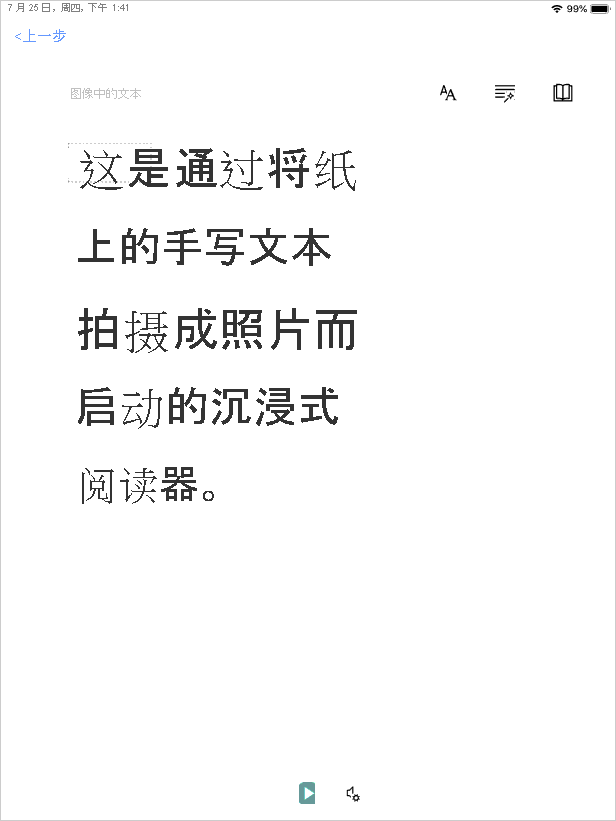 7 月 25 日，周四，下午 1:41 99%
<上一步
图像中的文本 AA
这是通过将纸
上的手写文本
拍摄成照片而
启动的沉浸式
阅读器。